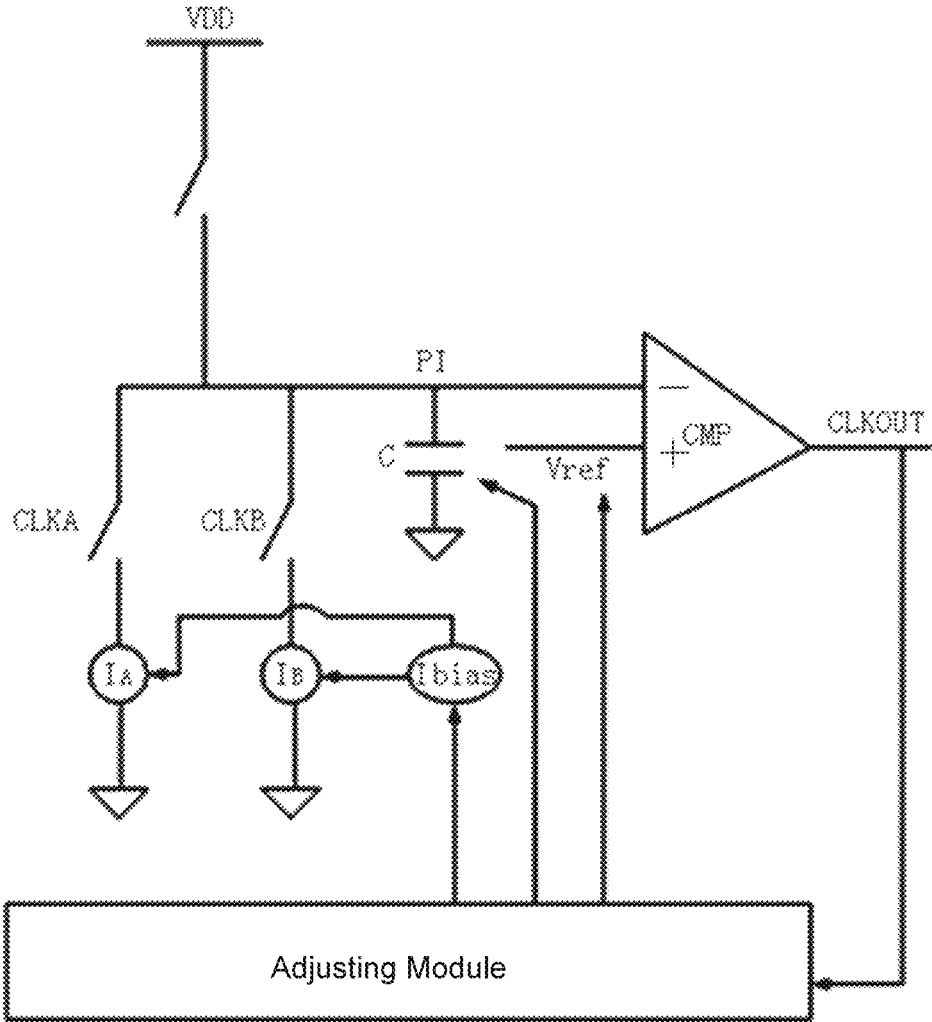 VDD
PI
CLKOUT
CMP
−
+
C
Vref
CLKA
CLKB
IA
IB
Ibias
Adjusting Module